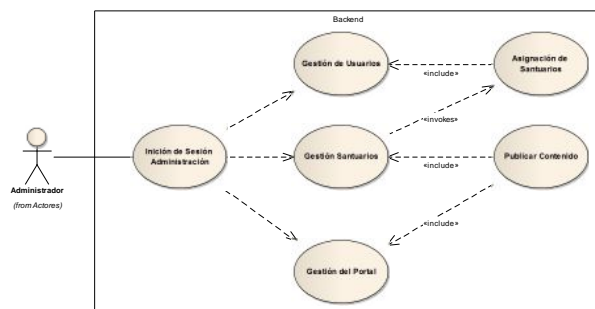 Backend
Gestión de Usuarios
Asignación de
Santuarios
«include»
«invokes»
Inición de Sesión
Administración
Gestión Santuarios
Publicar Contenido
«include»
Administrador
(from Actores)
«include»
Gestión del Portal